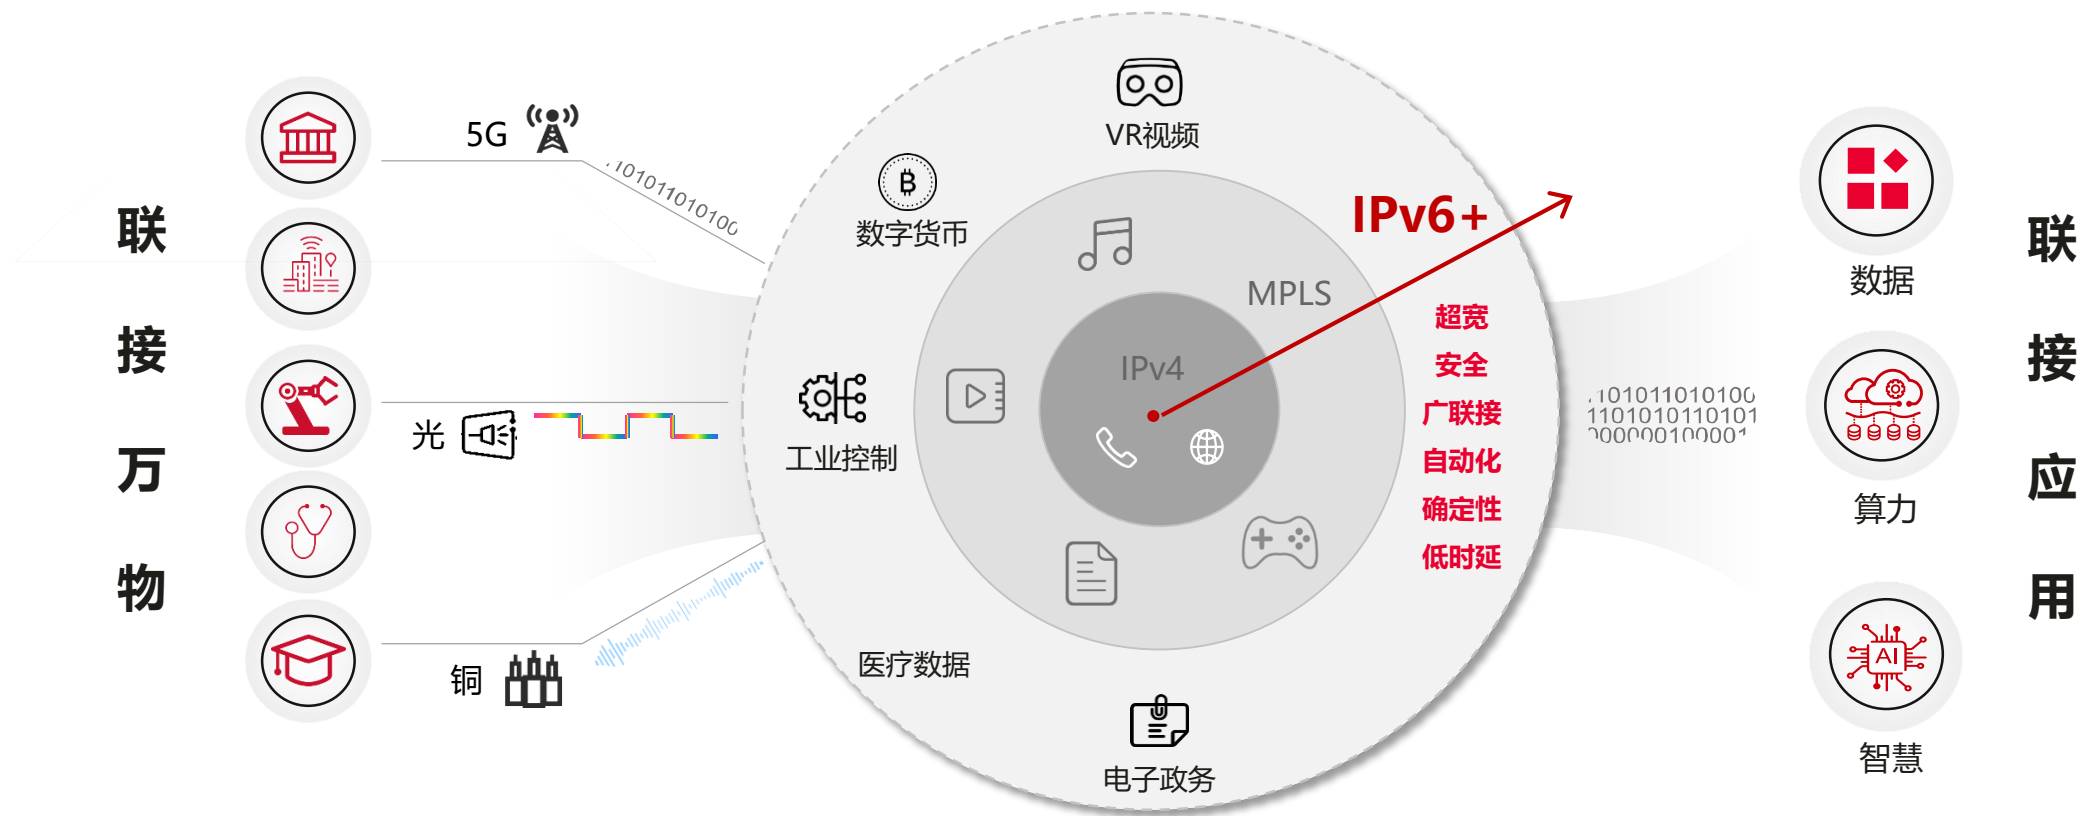 联接万物
5G
110101101010100
光
铜
VR视频
数字货币
工业控制
医疗数据
电子政务
MPLS
IPv4
IPv6+
超宽
安全
广联接
自动化
确定性
低时延
1101011010100
1101010110101
000000100001
数据
算力
AI
智慧
联接应用